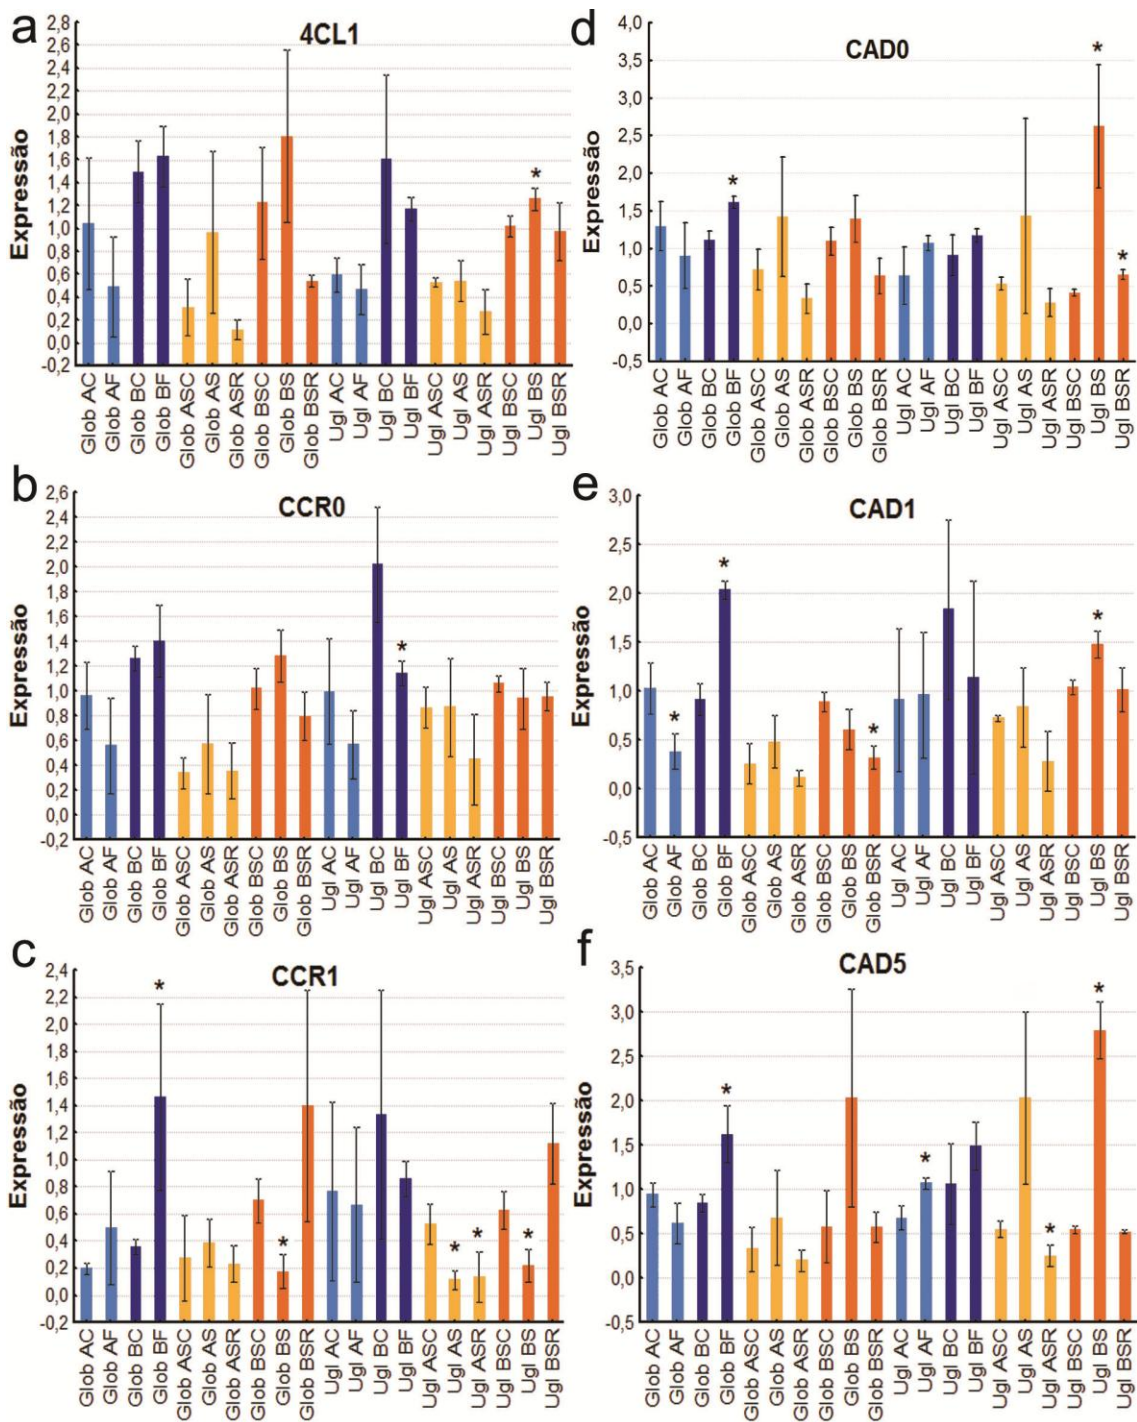 a
4CL1
Expressão
2,8
2,6
2,4
2,2
2,0
1,8
1,6
1,4
1,2
1,0
0,8
0,6
0,4
0,2
0,0
-0,2
*
Glob AC
Glob AF
Glob BC
Glob BF
Glob ASC
Glob AS
Glob ASR
Glob BSC
Glob BS
Glob BSR
Ugl AC
Ugl AF
Ugl BC
Ugl BF
Ugl ASC
Ugl AS
Ugl ASR
Ugl BSC
Ugl BS
Ugl BSR
d
CAD0
Expressão
4,0
3,5
3,0
2,5
2,0
1,5
1,0
0,5
0,0
-0,5
*
*
*
Glob AC
Glob AF
Glob BC
Glob BF
Glob ASC
Glob AS
Glob ASR
Glob BSC
Glob BS
Glob BSR
Ugl AC
Ugl AF
Ugl BC
Ugl BF
Ugl ASC
Ugl AS
Ugl ASR
Ugl BSC
Ugl BS
Ugl BSR
b
CCR0
Expressão
2,6
2,4
2,2
2,0
1,8
1,6
1,4
1,2
1,0
0,8
0,6
0,4
0,2
0,0
-0,2
*
Glob AC
Glob AF
Glob BC
Glob BF
Glob ASC
Glob AS
Glob ASR
Glob BSC
Glob BS
Glob BSR
Ugl AC
Ugl AF
Ugl BC
Ugl BF
Ugl ASC
Ugl AS
Ugl ASR
Ugl BSC
Ugl BS
Ugl BSR
e
CAD1
Expressão
3,0
2,5
2,0
1,5
1,0
0,5
0,0
-0,5
*
*
*
*
Glob AC
Glob AF
Glob BC
Glob BF
Glob ASC
Glob AS
Glob ASR
Glob BSC
Glob BS
Glob BSR
Ugl AC
Ugl AF
Ugl BC
Ugl BF
Ugl ASC
Ugl AS
Ugl ASR
Ugl BSC
Ugl BS
Ugl BSR
c
CCR1
Expressão
2,4
2,2
2,0
1,8
1,6
1,4
1,2
1,0
0,8
0,6
0,4
0,2
0,0
-0,2
*
*
*
*
*
Glob AC
Glob AF
Glob BC
Glob BF
Glob ASC
Glob AS
Glob ASR
Glob BSC
Glob BS
Glob BSR
Ugl AC
Ugl AF
Ugl BC
Ugl BF
Ugl ASC
Ugl AS
Ugl ASR
Ugl BSC
Ugl BS
Ugl BSR
f
CAD5
Expressão
3,5
3,0
2,5
2,0
1,5
1,0
0,5
0,0
-0,5
*
*
*
*
Glob AC
Glob AF
Glob BC
Glob BF
Glob ASC
Glob AS
Glob ASR
Glob BSC
Glob BS
Glob BSR
Ugl AC
Ugl AF
Ugl BC
Ugl BF
Ugl ASC
Ugl AS
Ugl ASR
Ugl BSC
Ugl BS
Ugl BSR